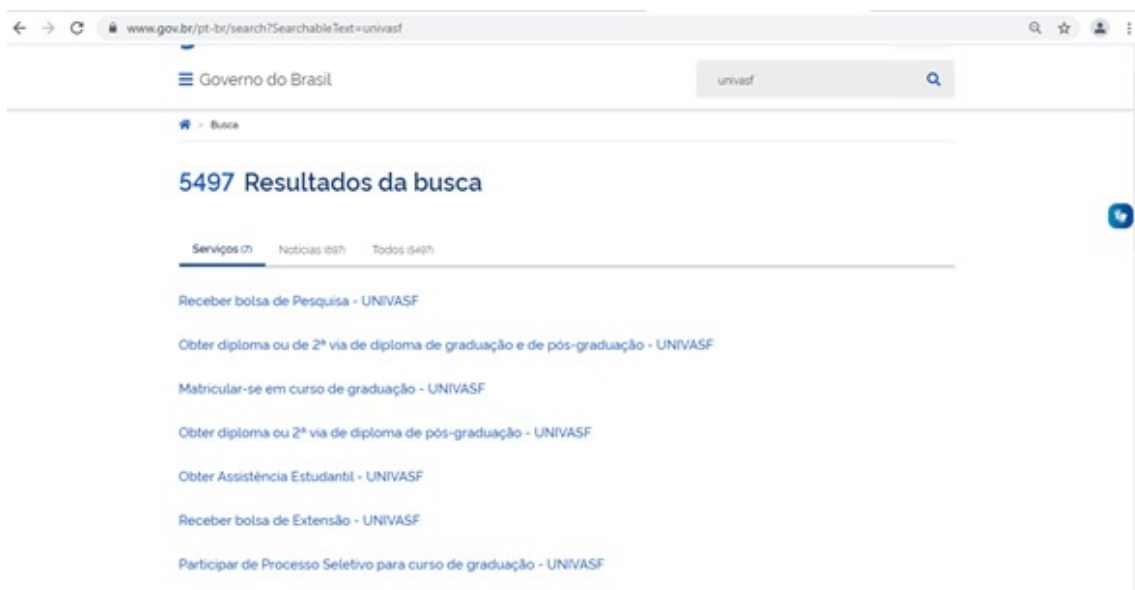 www.gov.br/pt-br/search?SearchableText=univasf
Governo do Brasil
univasf
Busca
5497 Resultados da busca
Serviços (7) Notícias (697) Todos (5497)
Receber bolsa de Pesquisa - UNIVASF
Obter diploma ou de 2ª via de diploma de graduação e de pós-graduação - UNIVASF
Matricular-se em curso de graduação - UNIVASF
Obter diploma ou 2ª via de diploma de pós-graduação - UNIVASF
Obter Assistência Estudantil - UNIVASF
Receber bolsa de Extensão - UNIVASF
Participar de Processo Seletivo para curso de graduação - UNIVASF